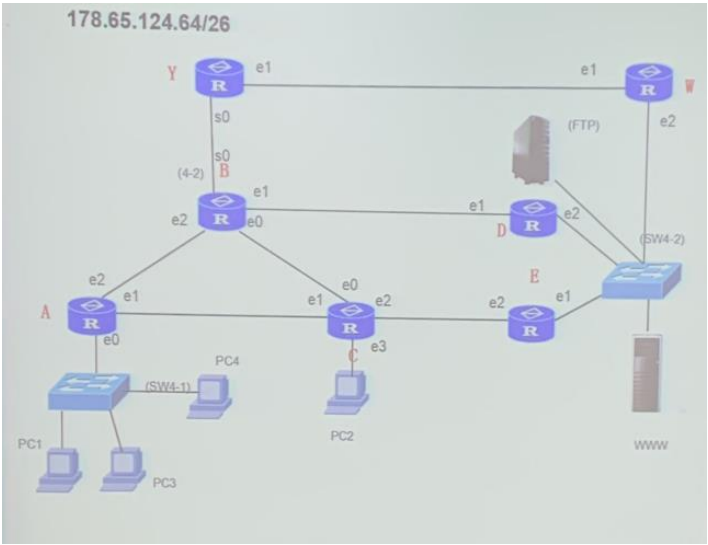 178.65.124.64/26
Y
e1
e1
W
R
R
s0
e2
(FTP)
s0
(4-2)
B
e1
e1
e2
R
e0
D
R
e2
(SW4-2)
E
e2
e0
A
e1
e1
e2
e2
e1
R
R
R
e0
e3
C
PC4
(SW4-1)
PC2
PC1
PC3
WWW